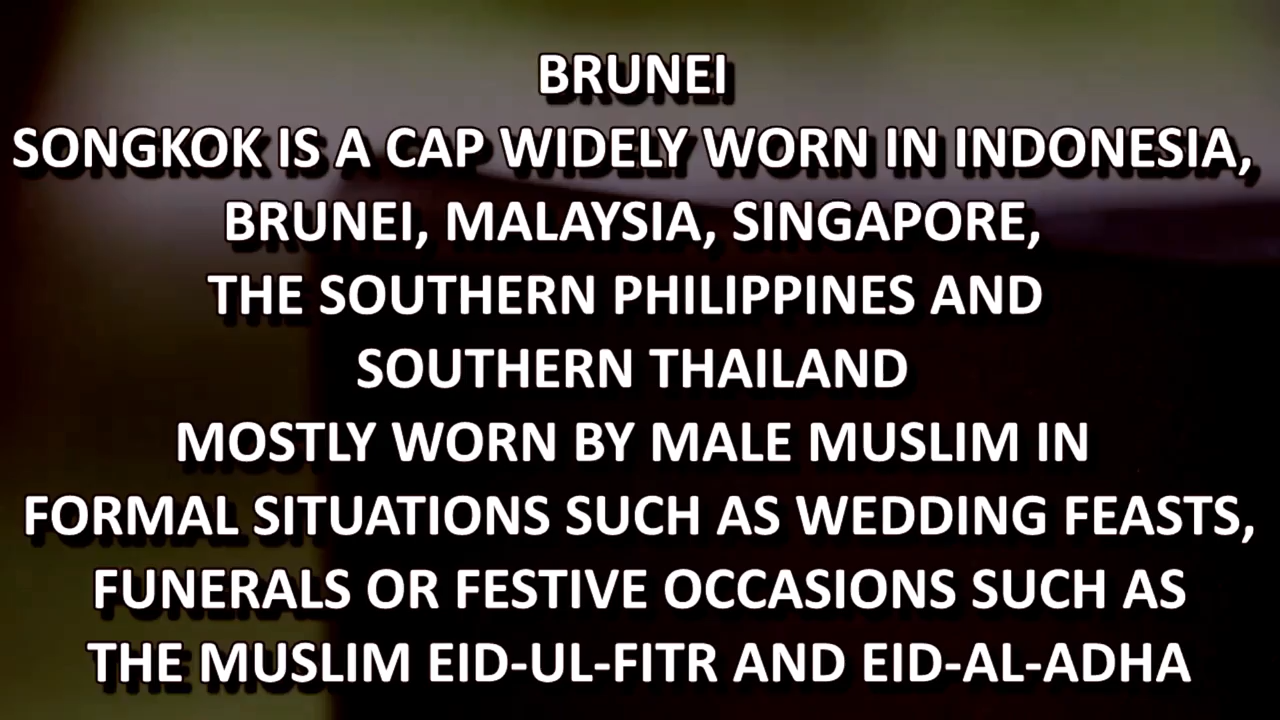 BRUNEI
SONGKOK IS A CAP WIDELY WORN IN INDONESIA,
BRUNEI, MALAYSIA, SINGAPORE,
THE SOUTHERN PHILIPPINES AND
SOUTHERN THAILAND
MOSTLY WORN BY MALE MUSLIM IN
FORMAL SITUATIONS SUCH AS WEDDING FEASTS,
FUNERALS OR FESTIVE OCCASIONS SUCH AS
THE MUSLIM EID-UL-FITR AND EID-AL-ADHA